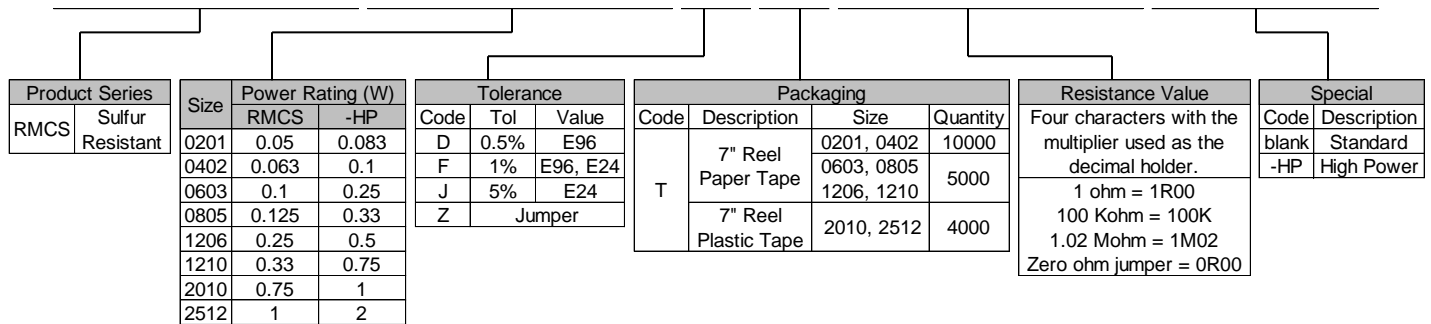 Product Series
RMCS Sulfur Resistant
Size Power Rating (W)
RMCS -HP
0201 0.05 0.083
0402 0.063 0.1
0603 0.1 0.25
0805 0.125 0.33
1206 0.25 0.5
1210 0.33 0.75
2010 0.75 1
2512 1 2
Tolerance
Code Tol Value
D 0.5% E96
F 1% E96, E24
J 5% E24
Z Jumper
Packaging
Code Description Size Quantity
T
7" Reel
Paper Tape
0201, 0402 10000
0603, 0805
1206, 1210
5000
7" Reel
Plastic Tape
2010, 2512 4000
Resistance Value
Four characters with the
multiplier used as the
decimal holder.
1 ohm = 1R00
100 Kohm = 100K
1.02 Mohm = 1M02
Zero ohm jumper = 0R00
Special
Code Description
blank Standard
-HP High Power